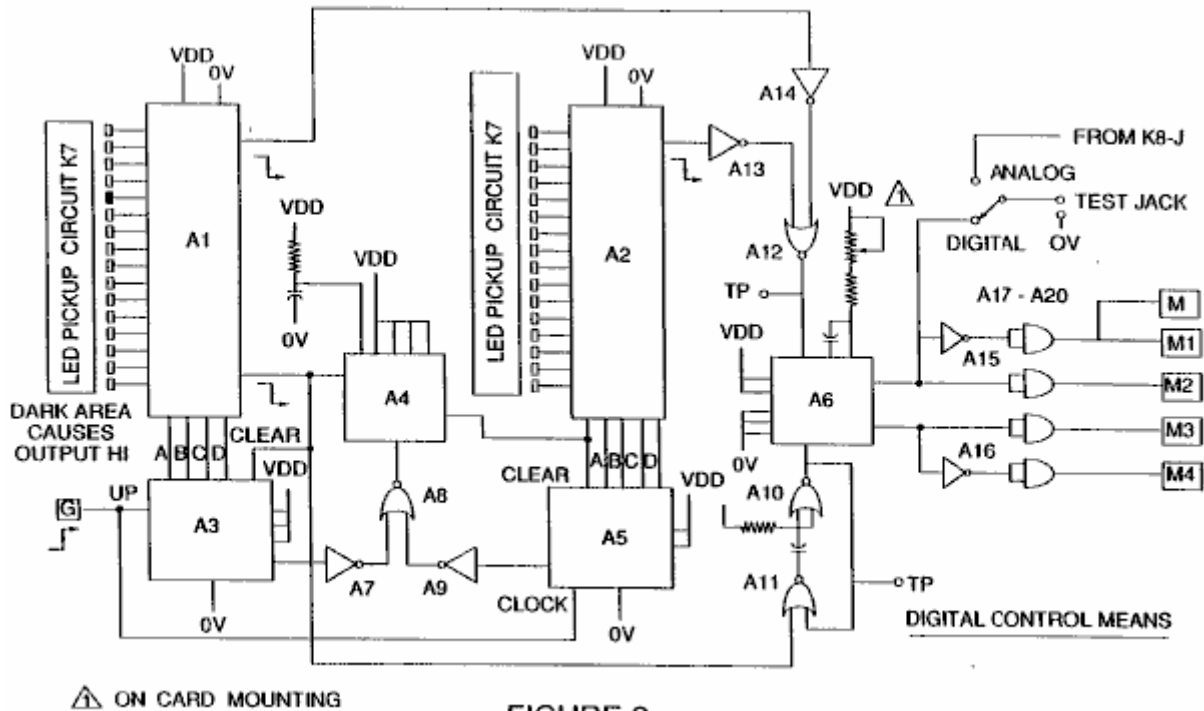 VDD
0V
VDD
0V
A14
FROM K8-J
ANALOG
TEST JACK
DIGITAL
OV
LED PICKUP CIRCUIT K7
A1
VDD
VDD
0V
LED PICKUP CIRCUIT K7
A2
A13
A12
TP
VDD
1
A17 - A20
M
M1
A15
M2
M3
A16
M4
VDD
A6
0V
A4
DARK AREA
CAUSES
OUTPUT HI
A B C D
CLEAR
VDD
G
UP
A3
0V
A7
A8
A9
CLEAR
A B C D
VDD
A5
CLOCK
0V
A10
A11
TP
DIGITAL CONTROL MEANS
1 ON CARD MOUNTING